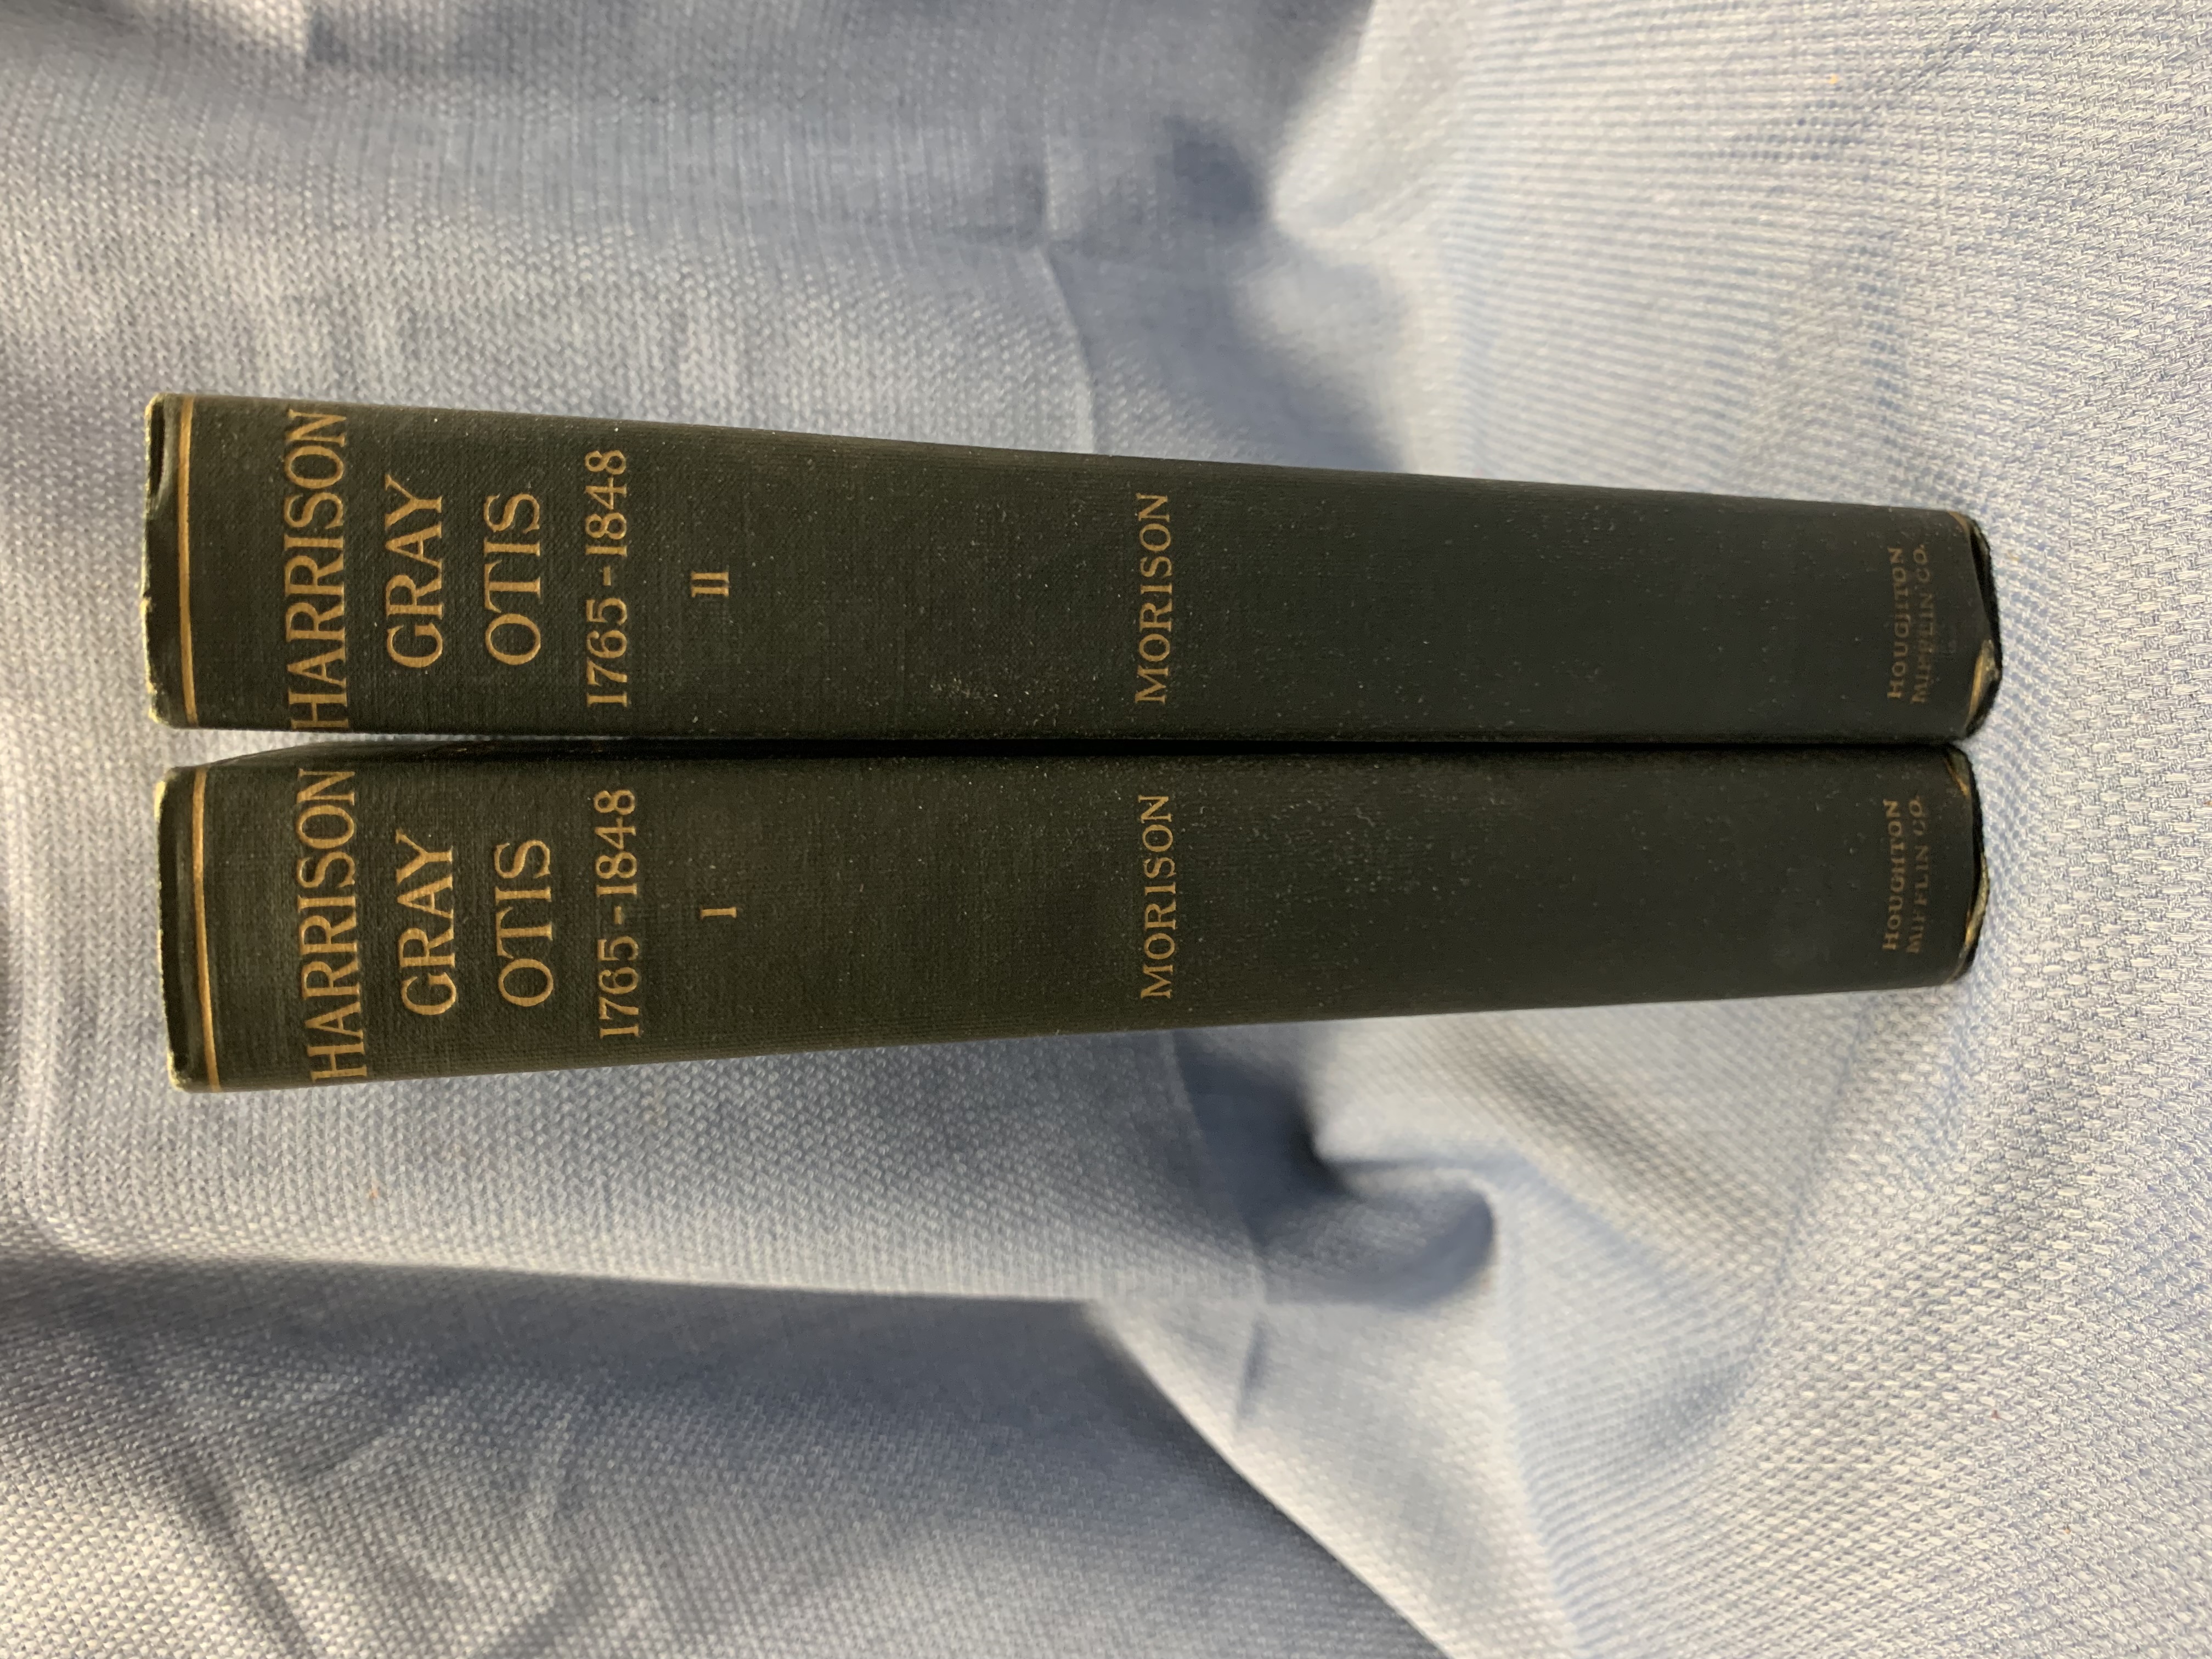 HARRISON
GRAY
OTIS
1765-1848
I
MORISON
HOUGHTON
MIFFLIN CO.
HARRISON
GRAY
OTIS
1765-1848
II
MORISON
HOUGHTON
MIFFLIN CO.